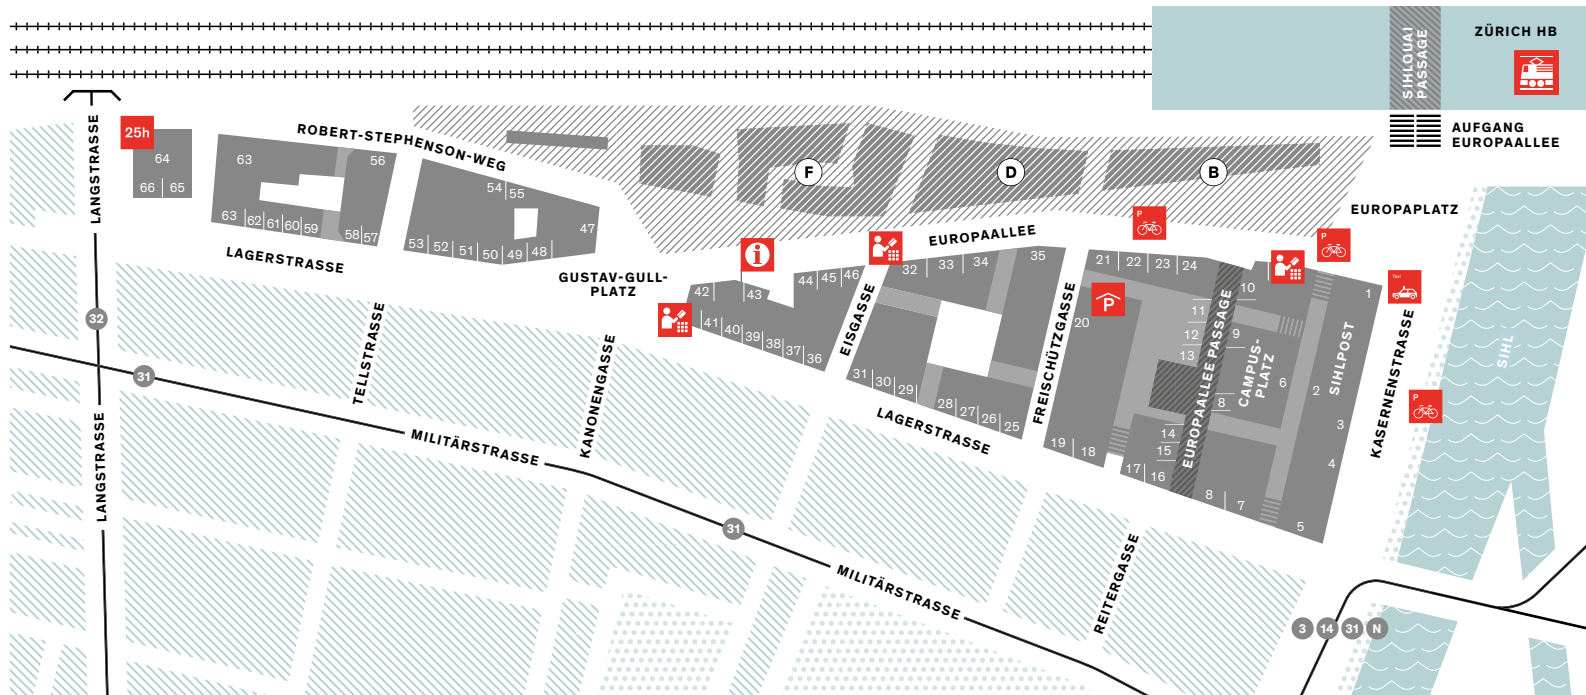 ZÜRICH HB
SIHLQUAI
PASSAGE
AUFGANG
EUROPAALLEE
25h
LANGSTRASSE
ROBERT-STEPHENSON-WEG
64
66
65
63
56
63
62
61
60
59
58
57
54
55
47
53
52
51
50
49
48
F
D
B
P
EUROPAPLATZ
P
Taxi
LAGERSTRASSE
GUSTAV-GULL-
PLATZ
i
EUROPAALLEE
42
43
44
45
46
41
40
39
38
37
36
EISGASSE
32
33
34
35
31
30
29
28
27
26
25
FREISCHÜTZGASSE
21
22
23
24
P
20
19
18
17
16
10
11
12
13
9
8
14
15
EUROPAALLEE PASSAGE
CAMPUS-
PLATZ
6
8
7
SIHLPOST
1
2
3
4
5
KASERNENSTRASSE
P
SIHL
32
31
TELLSTRASSE
KANONENGASSE
LAGERSTRASSE
LANGSTRASSE
MILITÄRSTRASSE
31
MILITÄRSTRASSE
REITERGASSE
3
14
31
N